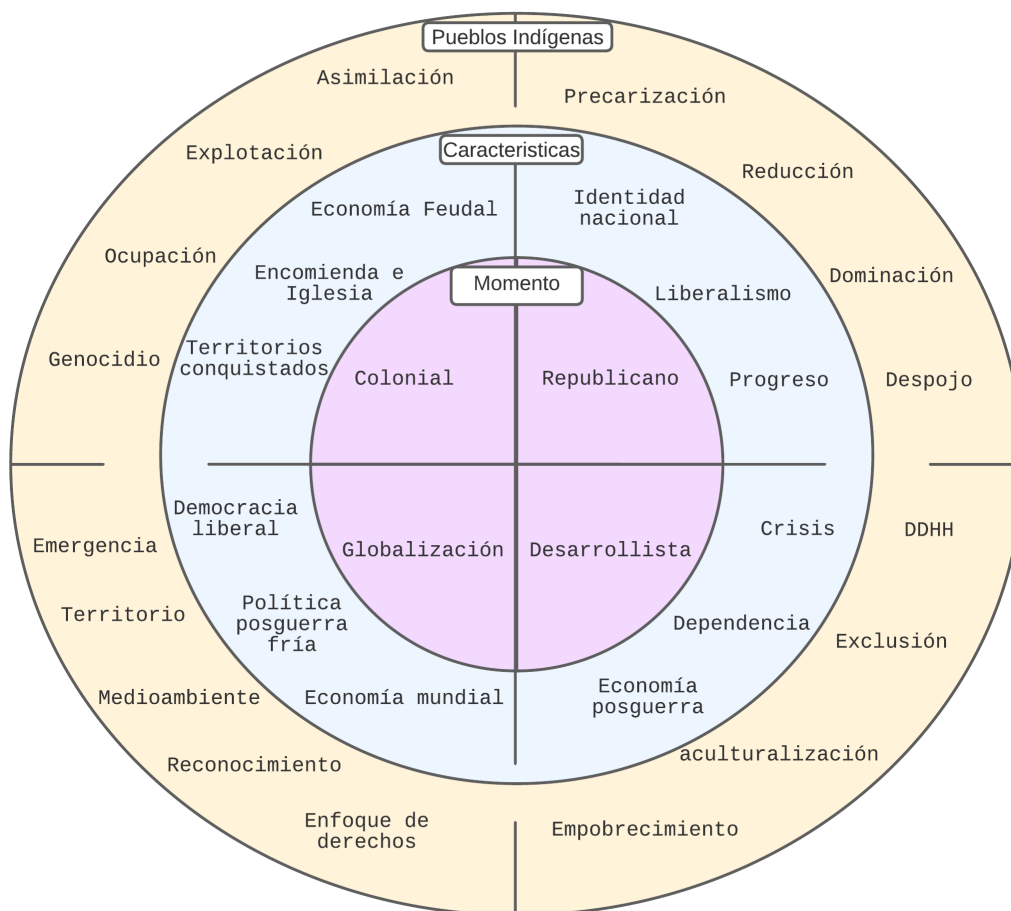 Pueblos Indígenas
Asimilación
Precarización
Caracteristicas
Explotación
Reducción
Economía Feudal
Identidad
nacional
Ocupación
Encomienda e
Iglesia
Momento
Liberalismo
Dominación
Genocidio
Territorios
conquistados
Colonial
Republicano
Progreso
Despojo
Democracia
liberal
Emergencia
Globalización
Desarrollista
Crisis
DDHH
Territorio
Política
posguerra
fría
Dependencia
Exclusión
Medioambiente
Economía mundial
Economía
posguerra
Reconocimiento
aculturalización
Enfoque de
derechos
Empobrecimiento